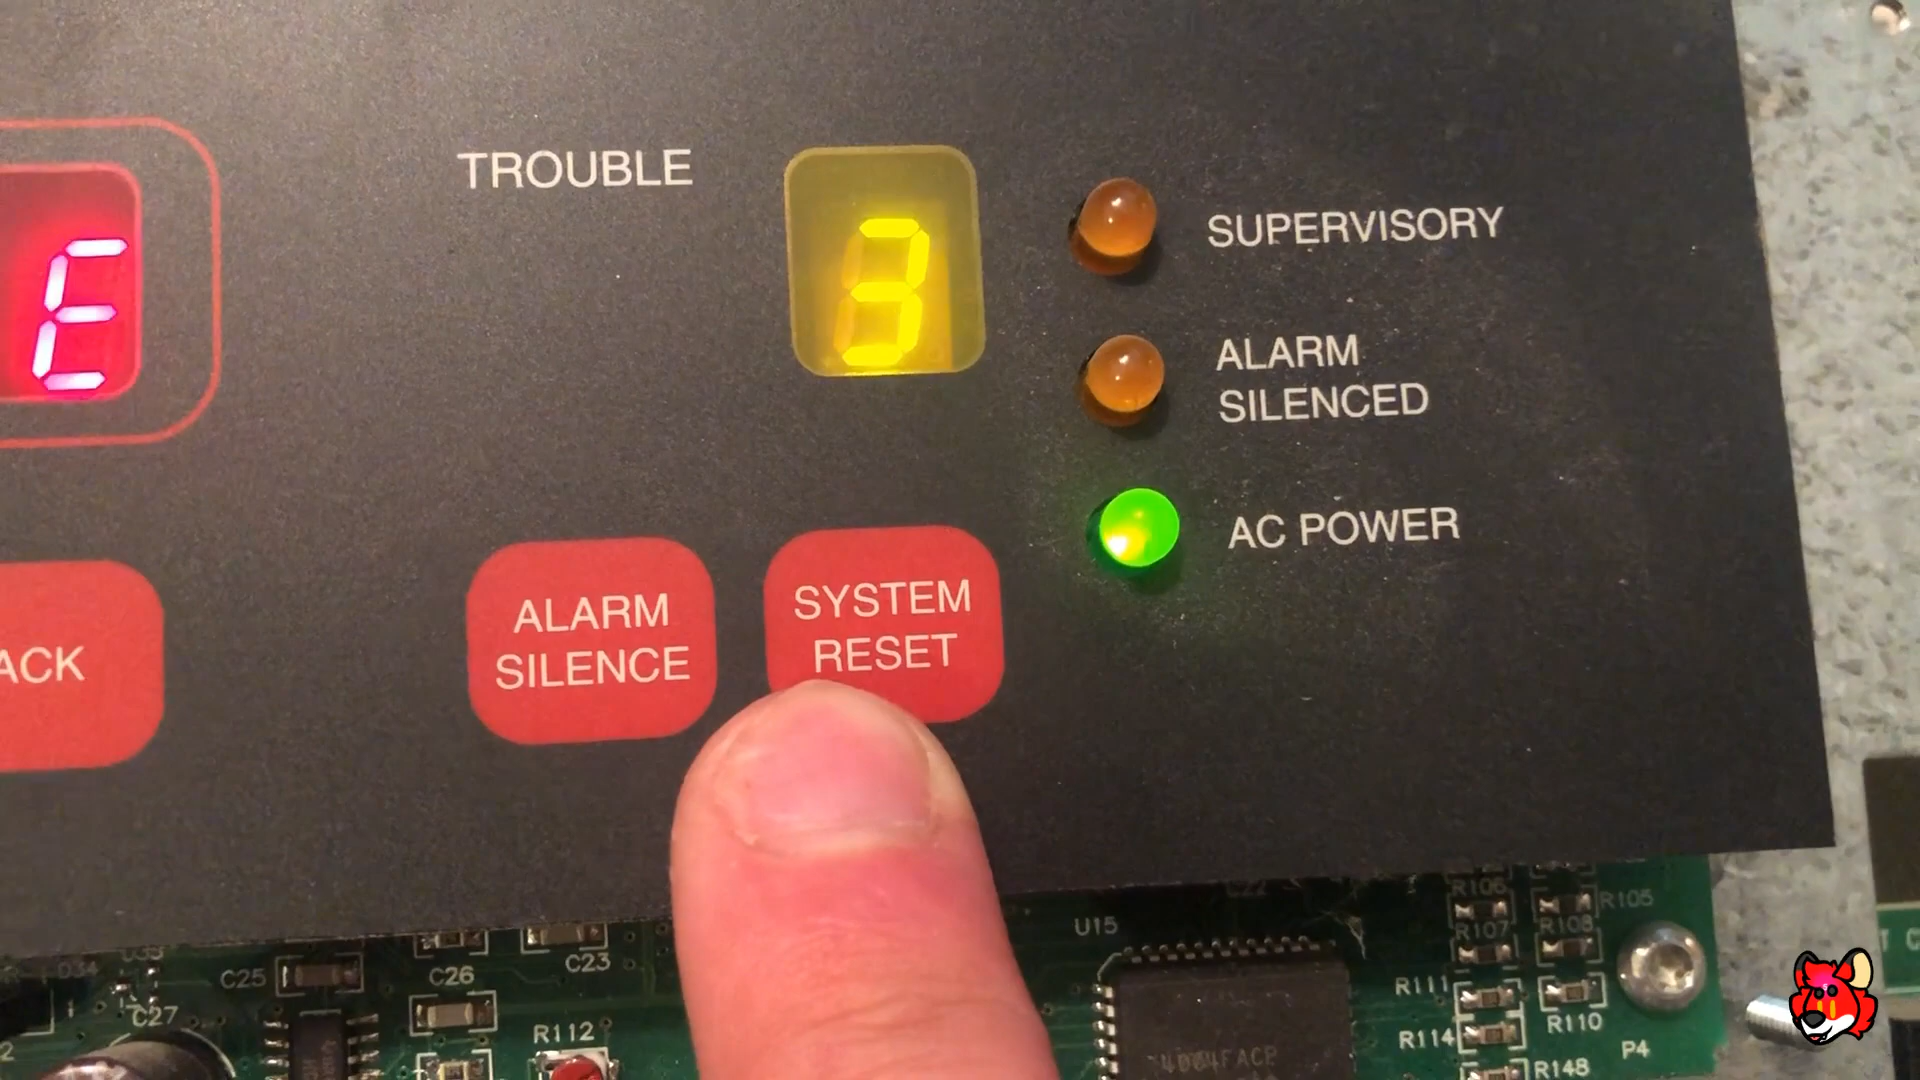 TROUBLE
E
3
SUPERVISORY
ALARM
SILENCED
AC POWER
ACK
ALARM
SILENCE
SYSTEM
RESET
U15
R106
R105
R107
R108
C25
C26
C23
C27
R111
R110
R112
R114
P4
R148